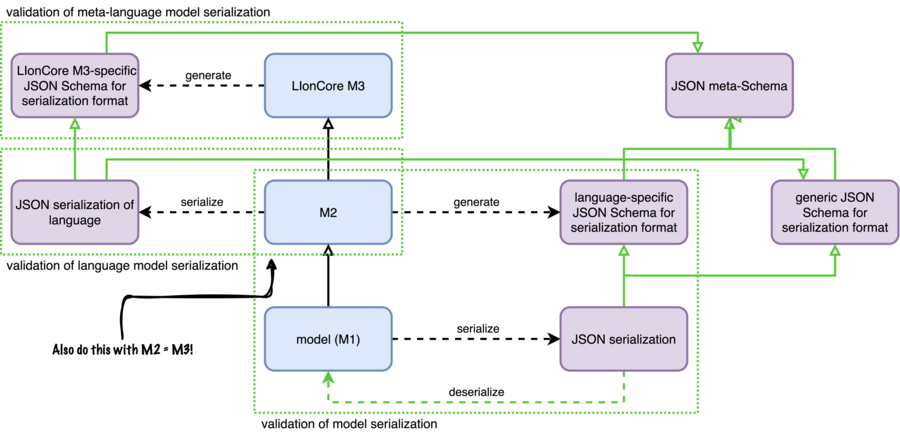 validation of meta-language model serialization
LIonCore M3-specific
JSON Schema for
serialization format
generate
LIonCore M3
JSON meta-Schema
JSON serialization of
language
serialize
M2
generate
language-specific
JSON Schema for
serialization format
generic JSON
Schema for
serialization format
validation of language model serialization
Also do this with M2 = M3!
model (M1)
serialize
JSON serialization
deserialize
validation of model serialization